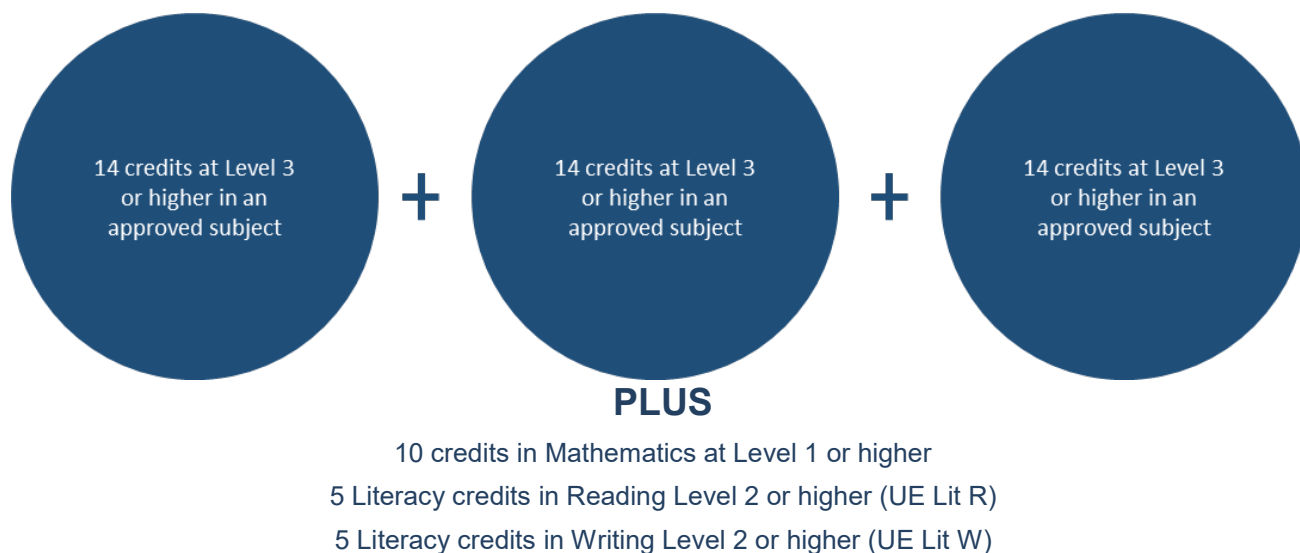 14 credits at Level 3
or higher in an
approved subject
+
14 credits at Level 3
or higher in an
approved subject
+
14 credits at Level 3
or higher in an
approved subject
PLUS
10 credits in Mathematics at Level 1 or higher
5 Literacy credits in Reading Level 2 or higher (UE Lit R)
5 Literacy credits in Writing Level 2 or higher (UE Lit W)